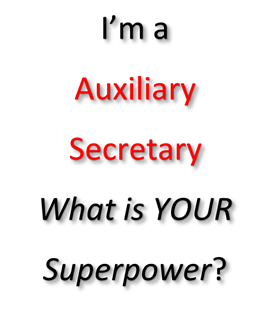 I’m a
Auxiliary
Secretary
What is YOUR
Superpower?